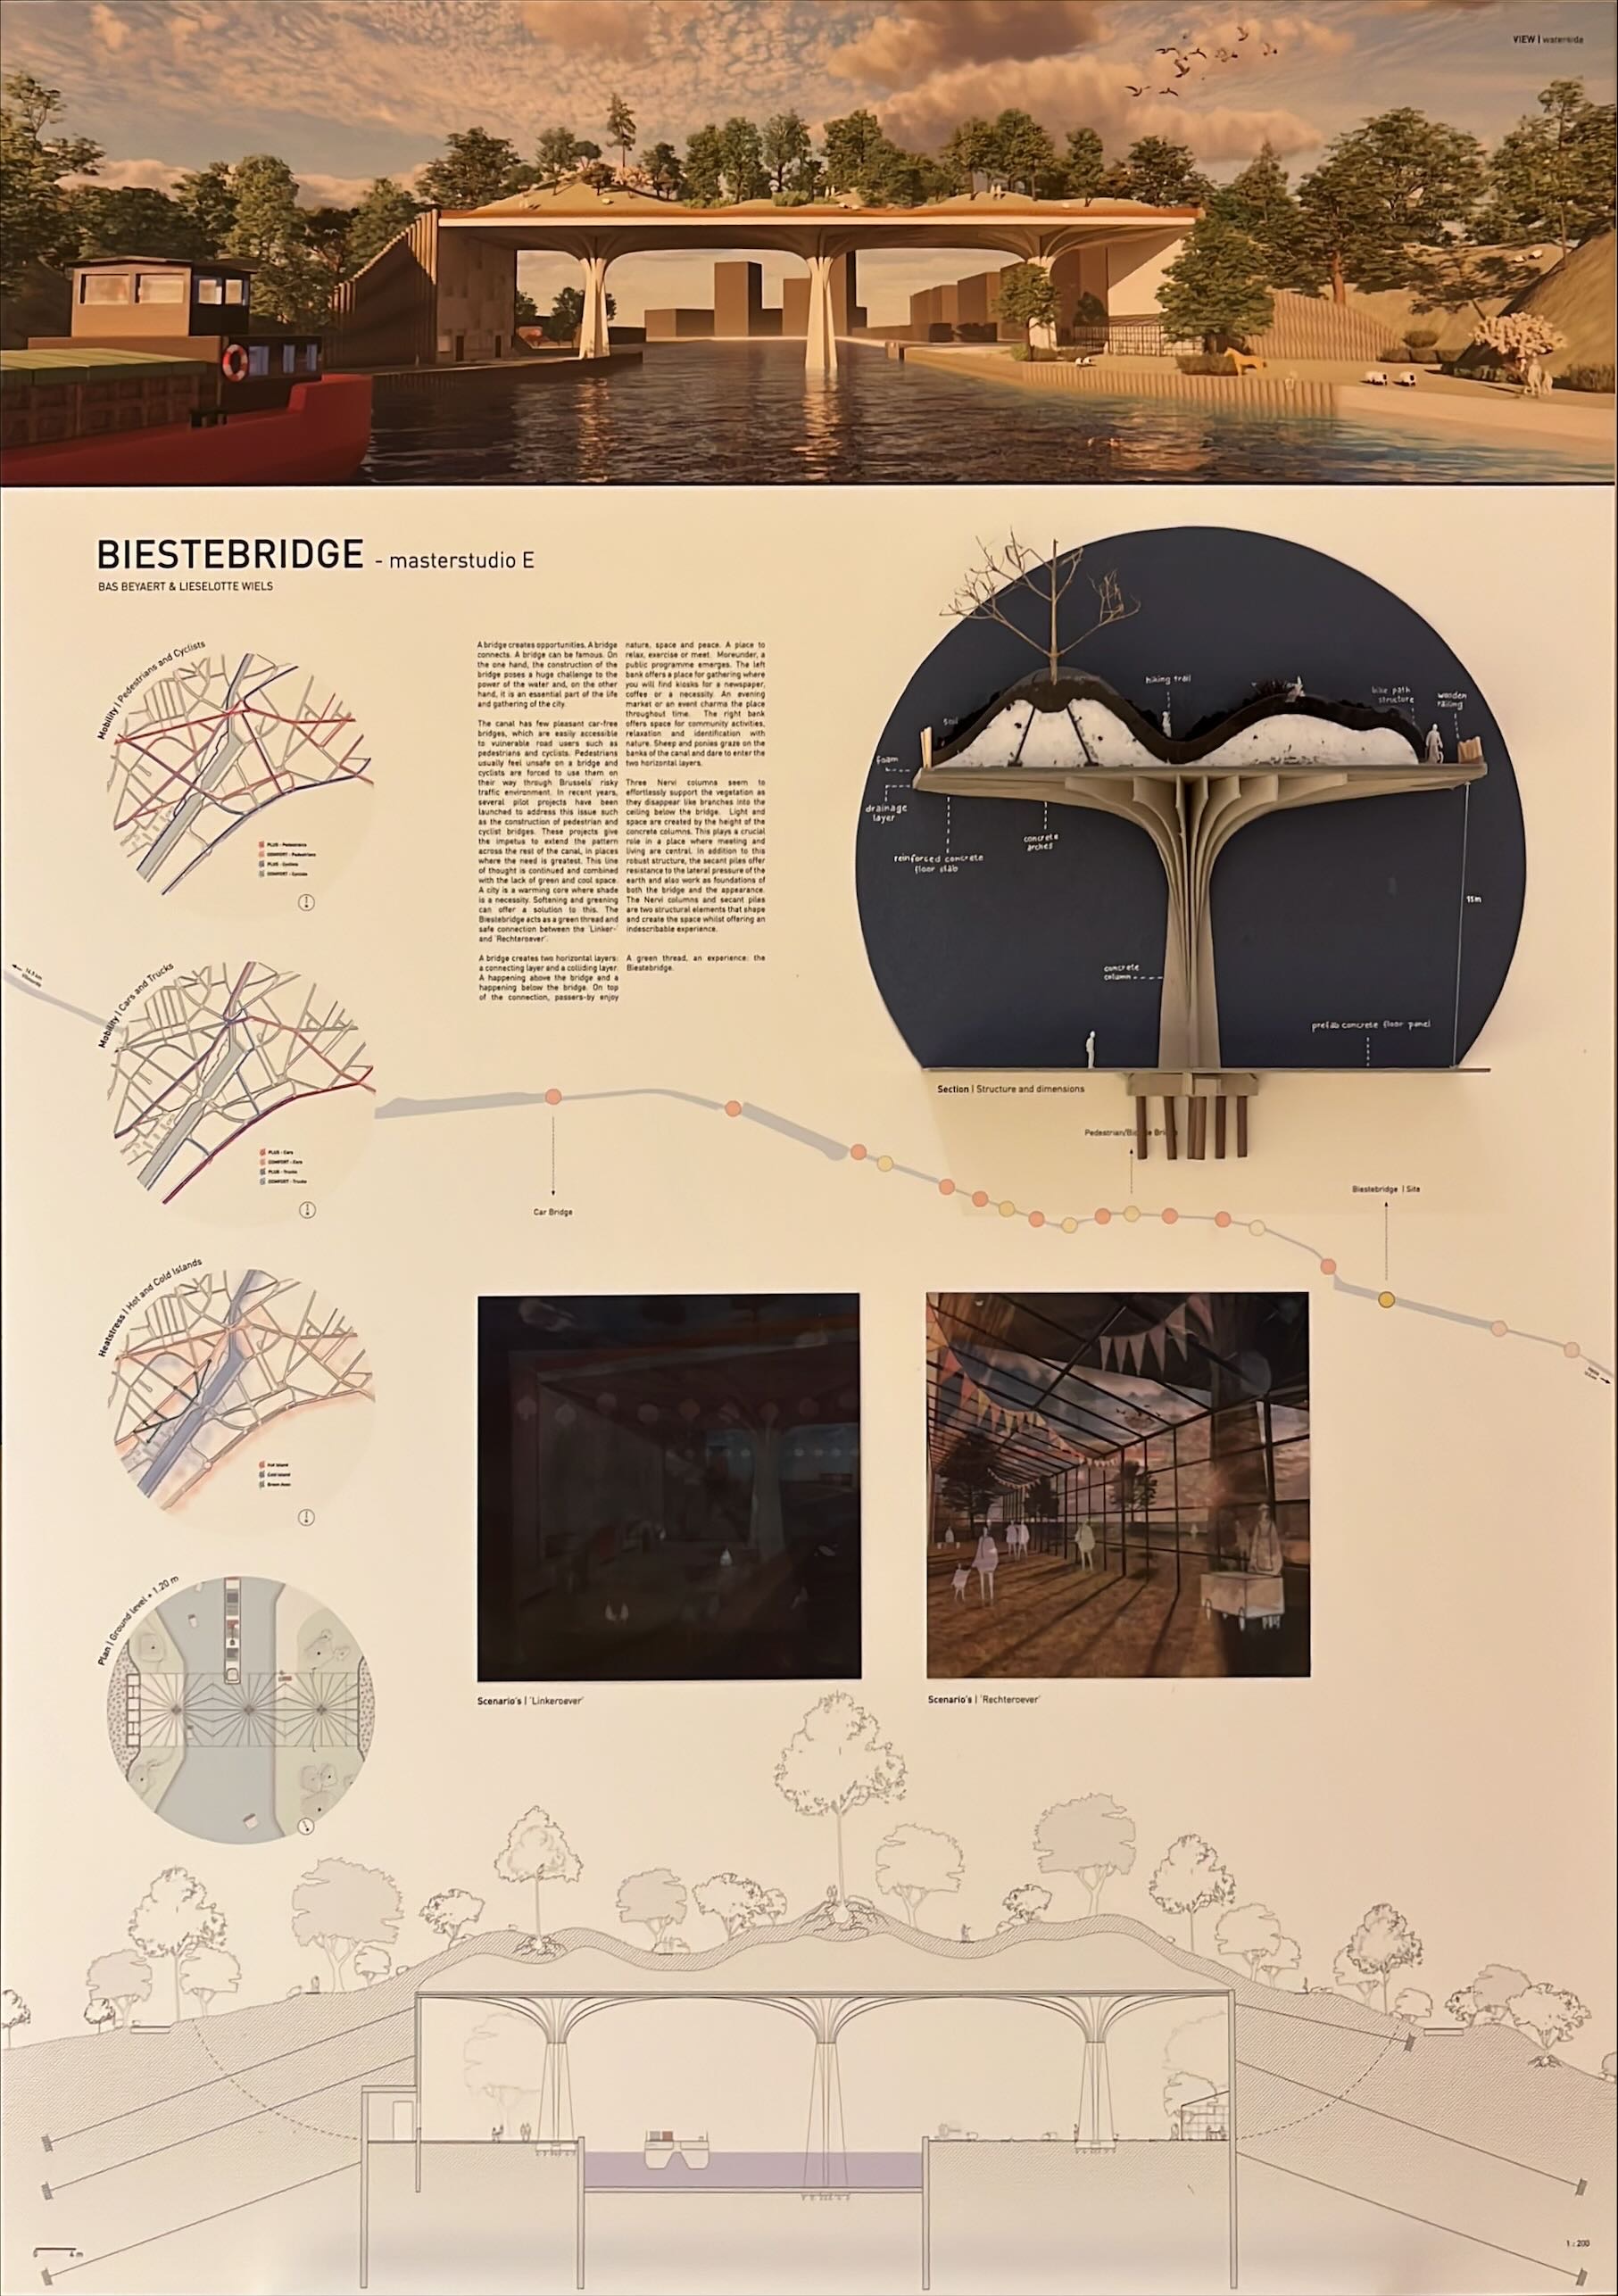 VIEW | waterside
BIESTEBRIDGE - masterstudio E
BAS BEYAERT & LIESELOTTE WIELS
Mobility | Pedestrians and Cyclists
PLUS - Pedestrians
COMFORT - Pedestrians
PLUS - Cyclists
COMFORT - Cyclists
A bridge creates opportunities. A bridge
connects. A bridge can be famous. On
the one hand, the construction of the
bridge poses a huge challenge to the
power of the water and, on the other
hand, it is an essential part of the life
and gathering of the city.
The canal has few pleasant car-free
bridges, which are easily accessible
to vulnerable road users such as
pedestrians and cyclists. Pedestrians
usually feel unsafe on a bridge and
cyclists are forced to use them on
their way through Brussels' risky
traffic environment. In recent years,
several pilot projects have been
launched to address this issue such
as the construction of pedestrian and
cyclist bridges. These projects give
the impetus to extend the pattern
across the rest of the canal, in places
where the need is greatest. This line
of thought is continued and combined
with the lack of green and cool space.
A city is a warming core where shade
is a necessity. Softening and greening
can offer a solution to this. The
Biestebridge acts as a green thread and
safe connection between the 'Linker-'
and 'Rechteroever'.
A bridge creates two horizontal layers:
a connecting layer and a colliding layer.
A happening above the bridge and a
happening below the bridge. On top
of the connection, passers-by enjoy
nature, space and peace. A place to
relax, exercise or meet. Moreunder, a
public programme emerges. The left
bank offers a place for gathering where
you will find kiosks for a newspaper,
coffee or a necessity. An evening
market or an event charms the place
throughout time. The right bank
offers space for community activities,
relaxation and identification with
nature. Sheep and ponies graze on the
banks of the canal and dare to enter the
two horizontal layers.
Three Nervi columns seem to
effortlessly support the vegetation as
they disappear like branches into the
ceiling below the bridge. Light and
space are created by the height of the
concrete columns. This plays a crucial
role in a place where meeting and
living are central. In addition to this
robust structure, the secant piles offer
resistance to the lateral pressure of the
earth and also work as foundations of
both the bridge and the appearance.
The Nervi columns and secant piles
are two structural elements that shape
and create the space whilst offering an
indescribable experience.
A green thread, an experience: the
Biestebridge.
soil
hiking trail
bike path
structure
wooden
railing
foam
drainage
layer
reinforced concrete
floor slab
concrete
arches
15m
concrete
column
prefab concrete floor panel
Section | Structure and dimensions
Mobility | Cars and Trucks
PLUS - Cars
COMFORT - Cars
PLUS - Trucks
COMFORT - Trucks
Car Bridge
Pedestrian/Bicycle Bridge
Biestebridge | Site
Heatstress | Hot and Cold Islands
Hot island
Cold island
Scenario's | 'Linkeroever'
Scenario's | 'Rechteroever'
Plan | Ground level + 1.20 m
0 4 m
1 : 200